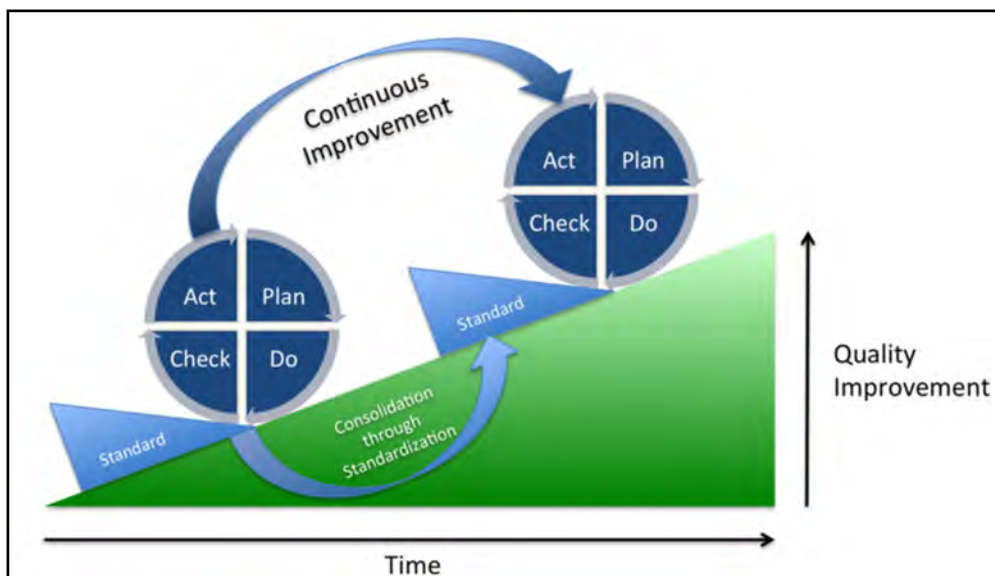 Continuous
Improvement
Act
Plan
Check
Do
Act
Plan
Check
Do
Standard
Standard
Consolidation
through
Standardization
Quality
Improvement
Time